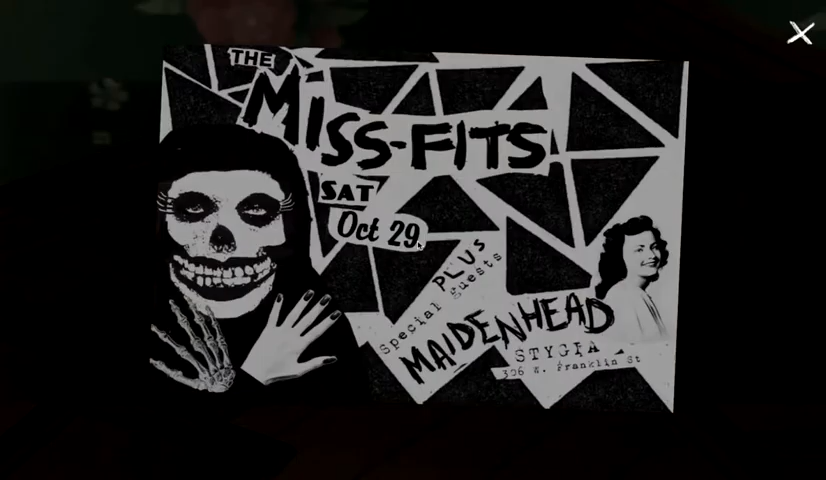 THE
MISS-FITS
SAT
Oct 29
PLUS
Special guests
MAIDENHEAD
STYGIA
306 W. Franklin St